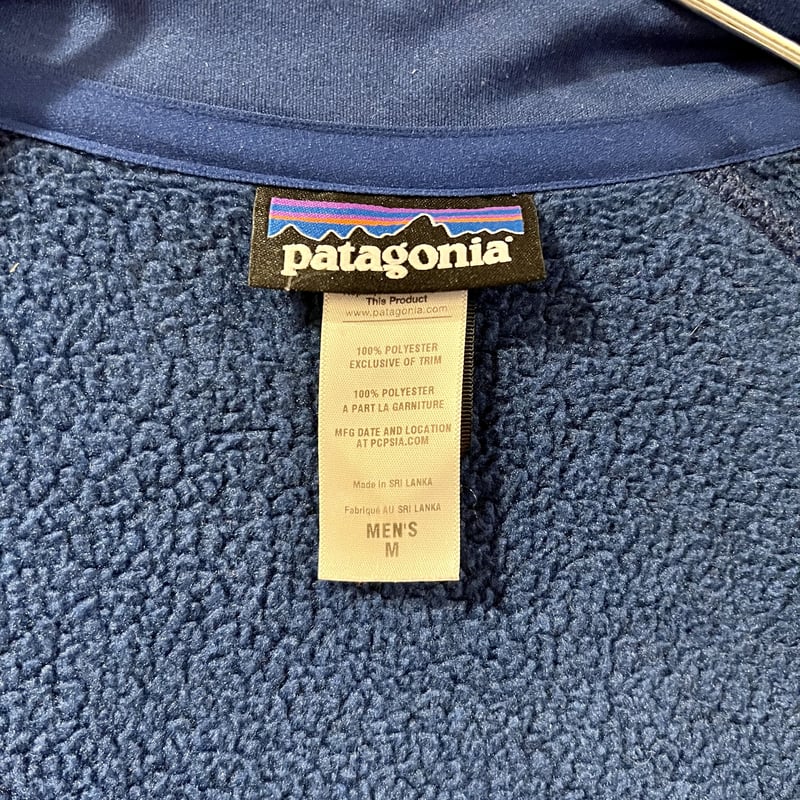 patagonia
This Product
www.patagonia.com
100% POLYESTER
EXCLUSIVE OF TRIM
100% POLYESTER
A PART LA GARNITURE
MFG DATE AND LOCATION
AT PCPSIA.COM
Made in SRI LANKA
Fabriqué AU SRI LANKA
MEN'S
M